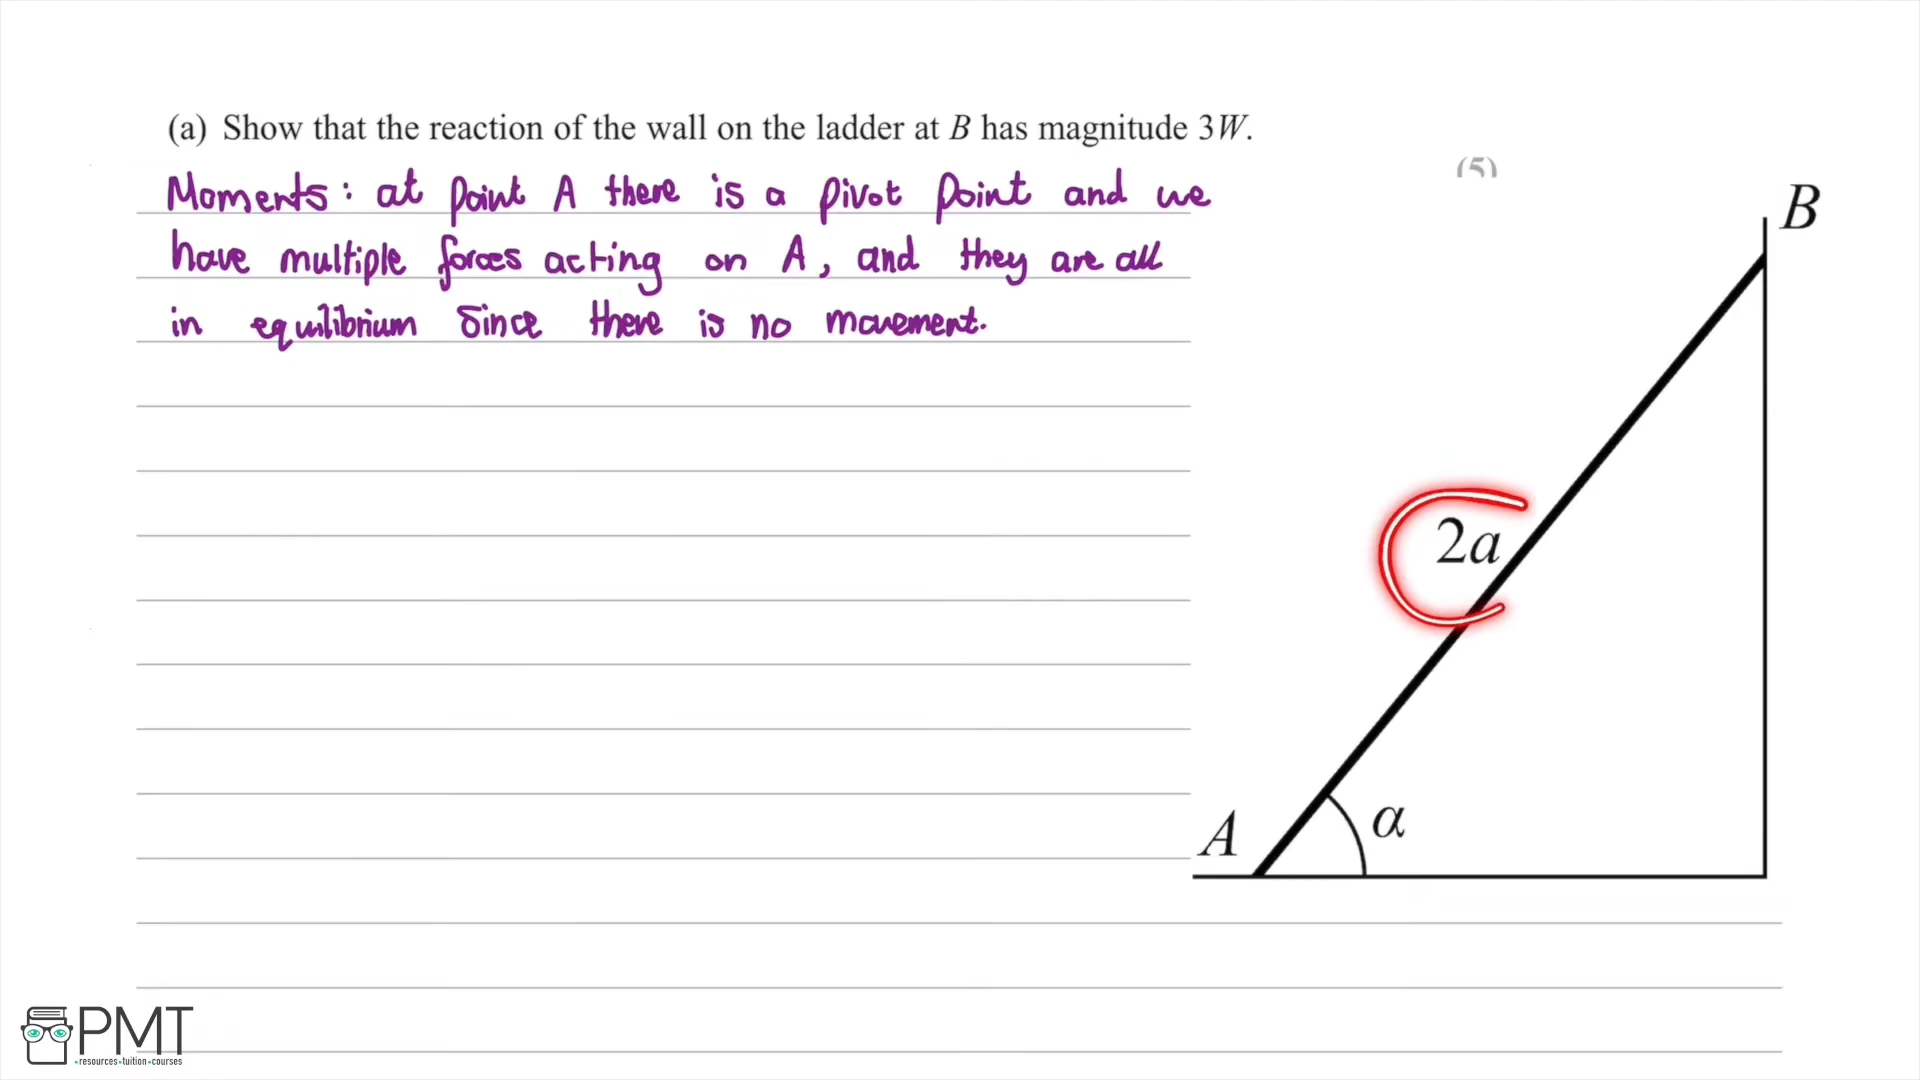 (a) Show that the reaction of the wall on the ladder at B has magnitude 3W.
(5)
Moments: at point A there is a pivot point and we
have multiple forces acting on A, and they are all
in equilibrium since there is no movement.
B
2a
A
α
PMT
•resources•tuition•courses